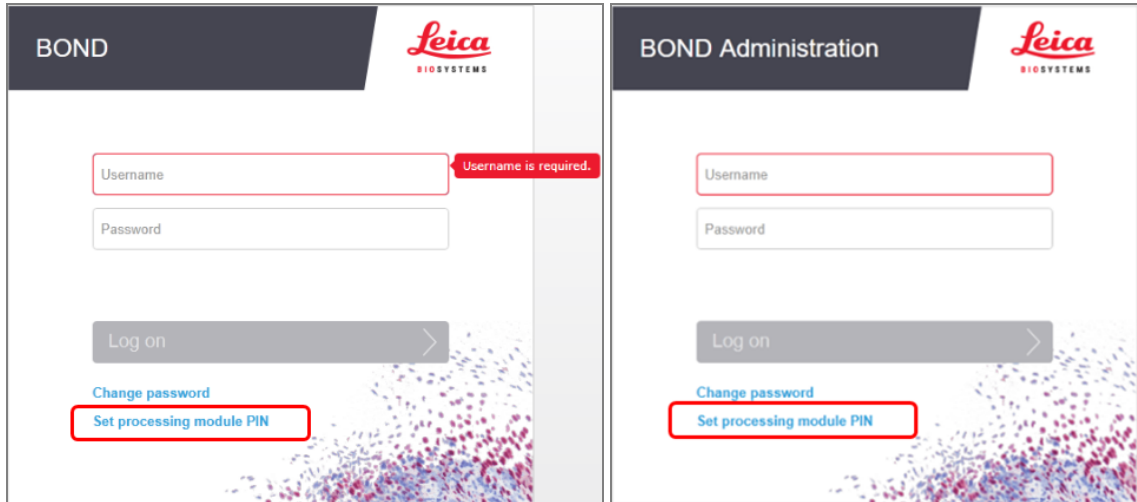 BOND
Leica
BIOSYSTEMS
Username
Username is required.
Password
Log on
Change password
Set processing module PIN
BOND Administration
Leica
BIOSYSTEMS
Username
Password
Log on
Change password
Set processing module PIN